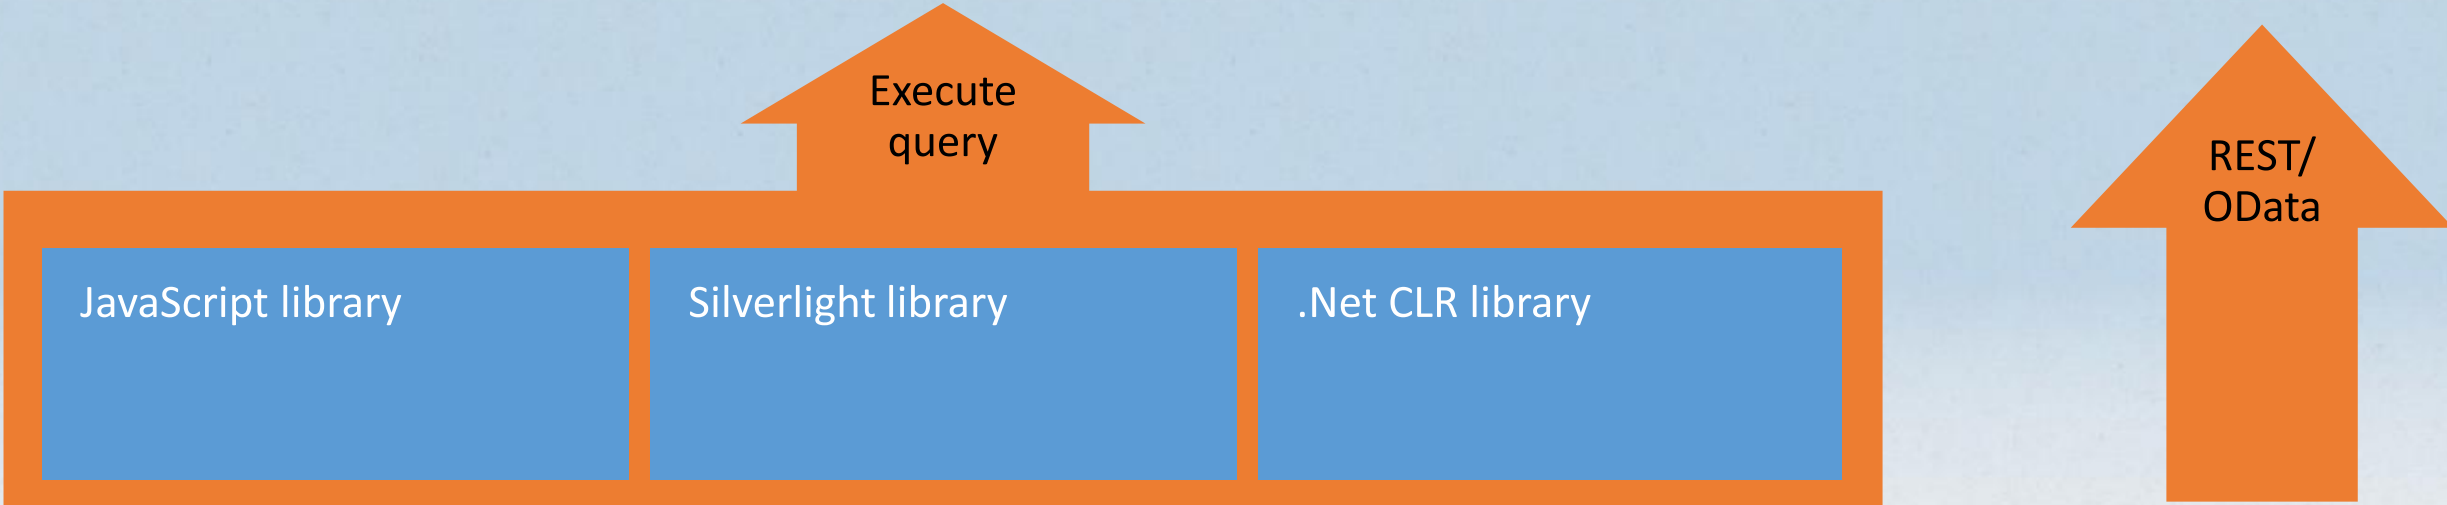 Execute
query
REST/
OData
JavaScript library
Silverlight library
.Net CLR library